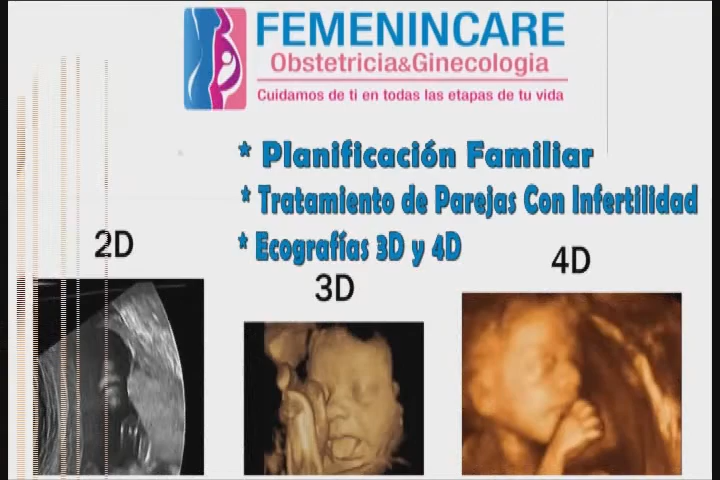 FEMENINCARE
Obstetricia&Ginecologia
Cuidamos de ti en todas las etapas de tu vida
* Planificación Familiar
* Tratamiento de Parejas Con Infertilidad
* Ecografías 3D y 4D
2D
3D
4D